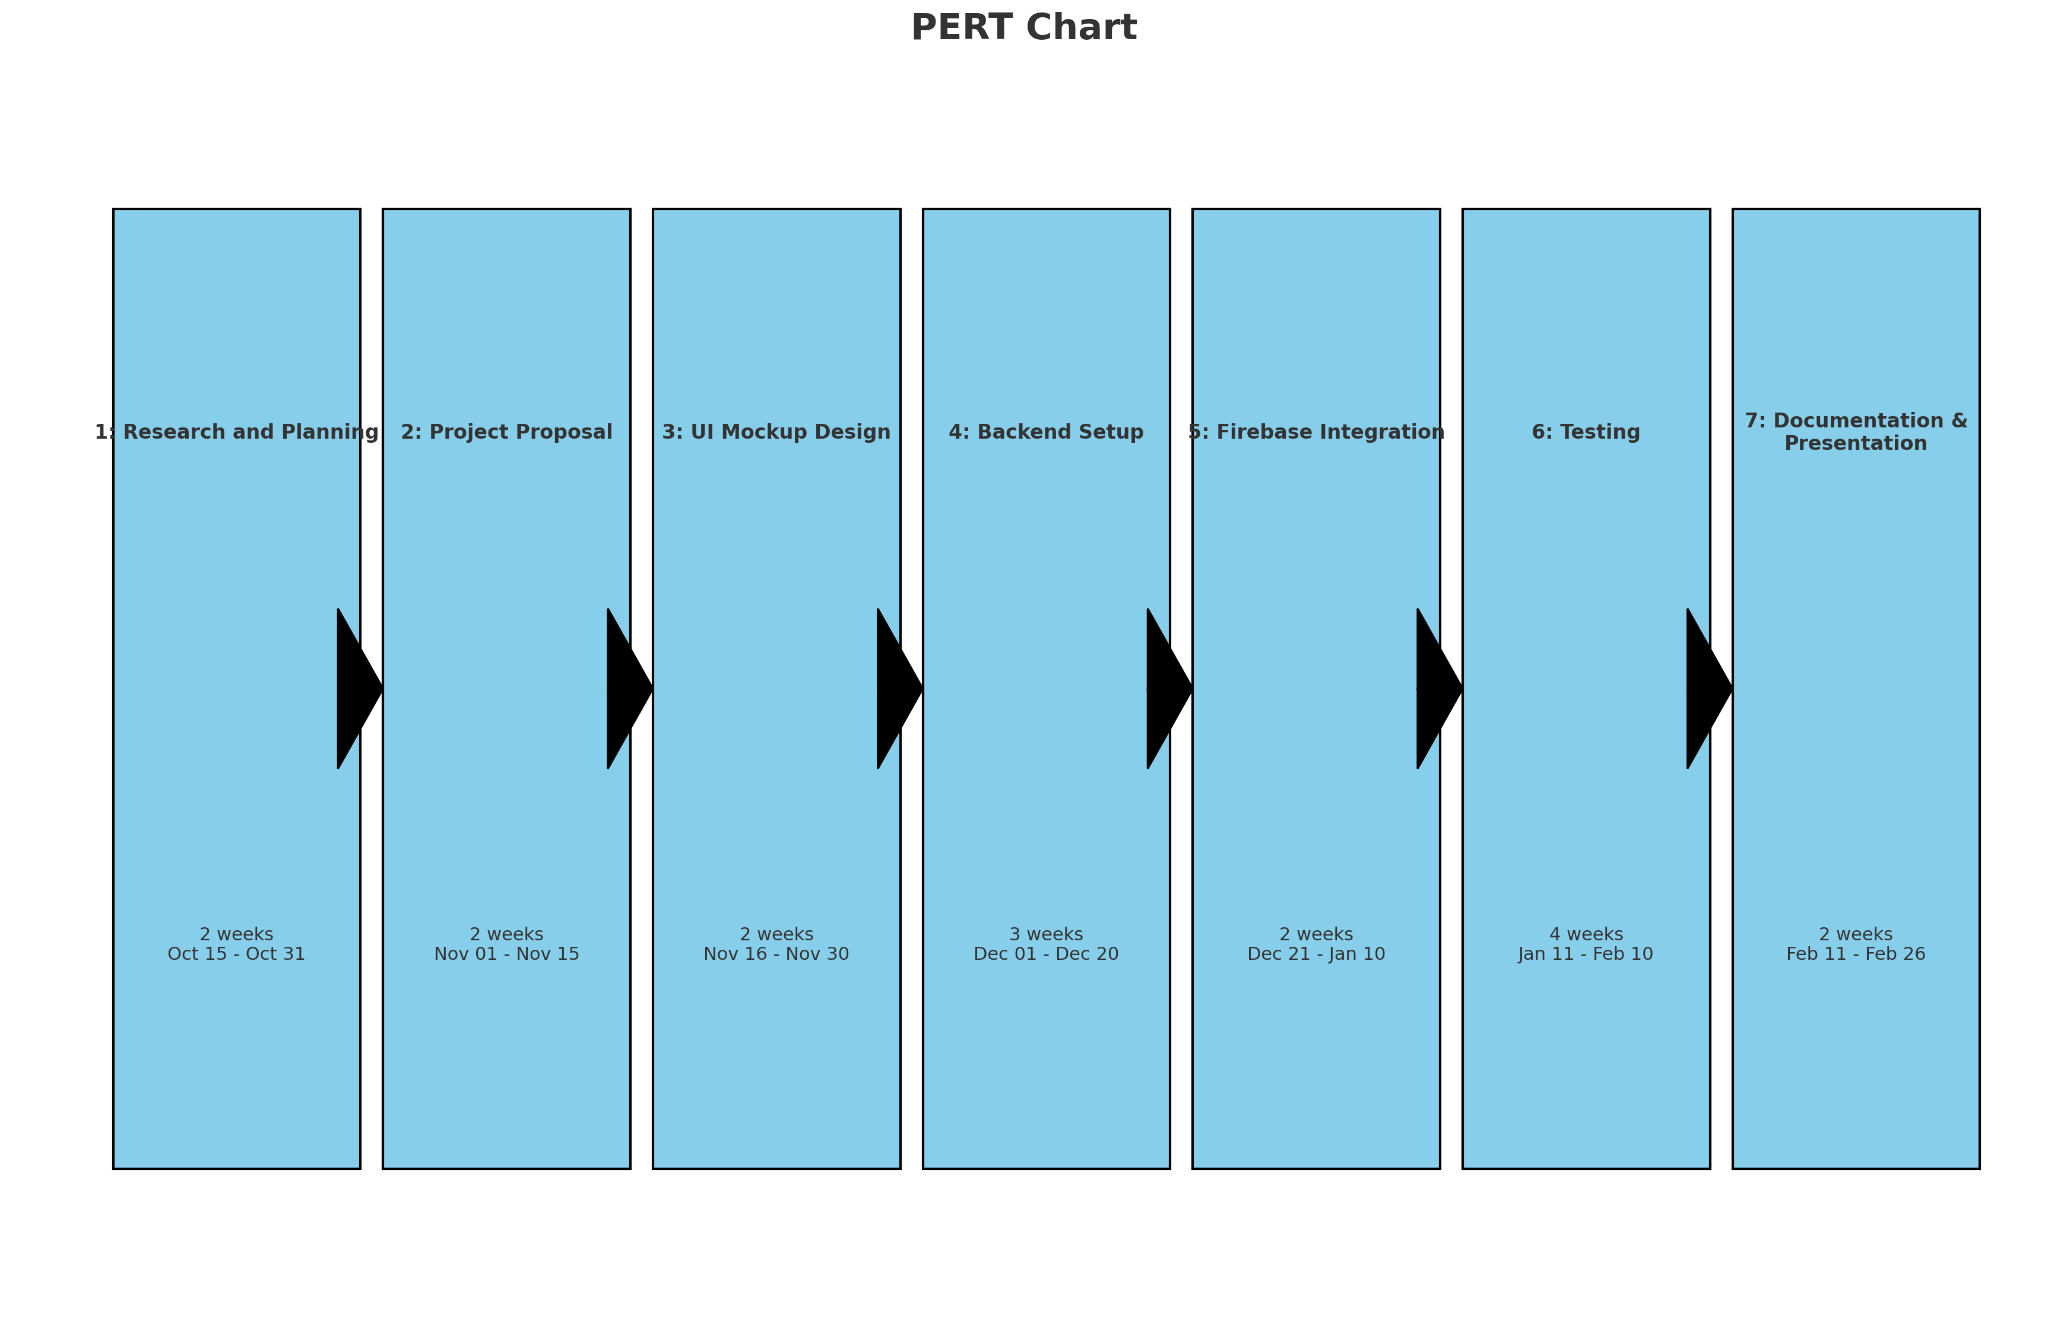 PERT Chart
1: Research and Planning
2: Project Proposal
3: UI Mockup Design
4: Backend Setup
5: Firebase Integration
6: Testing
7: Documentation &
Presentation
2 weeks
Oct 15 - Oct 31
2 weeks
Nov 01 - Nov 15
2 weeks
Nov 16 - Nov 30
3 weeks
Dec 01 - Dec 20
2 weeks
Dec 21 - Jan 10
4 weeks
Jan 11 - Feb 10
2 weeks
Feb 11 - Feb 26